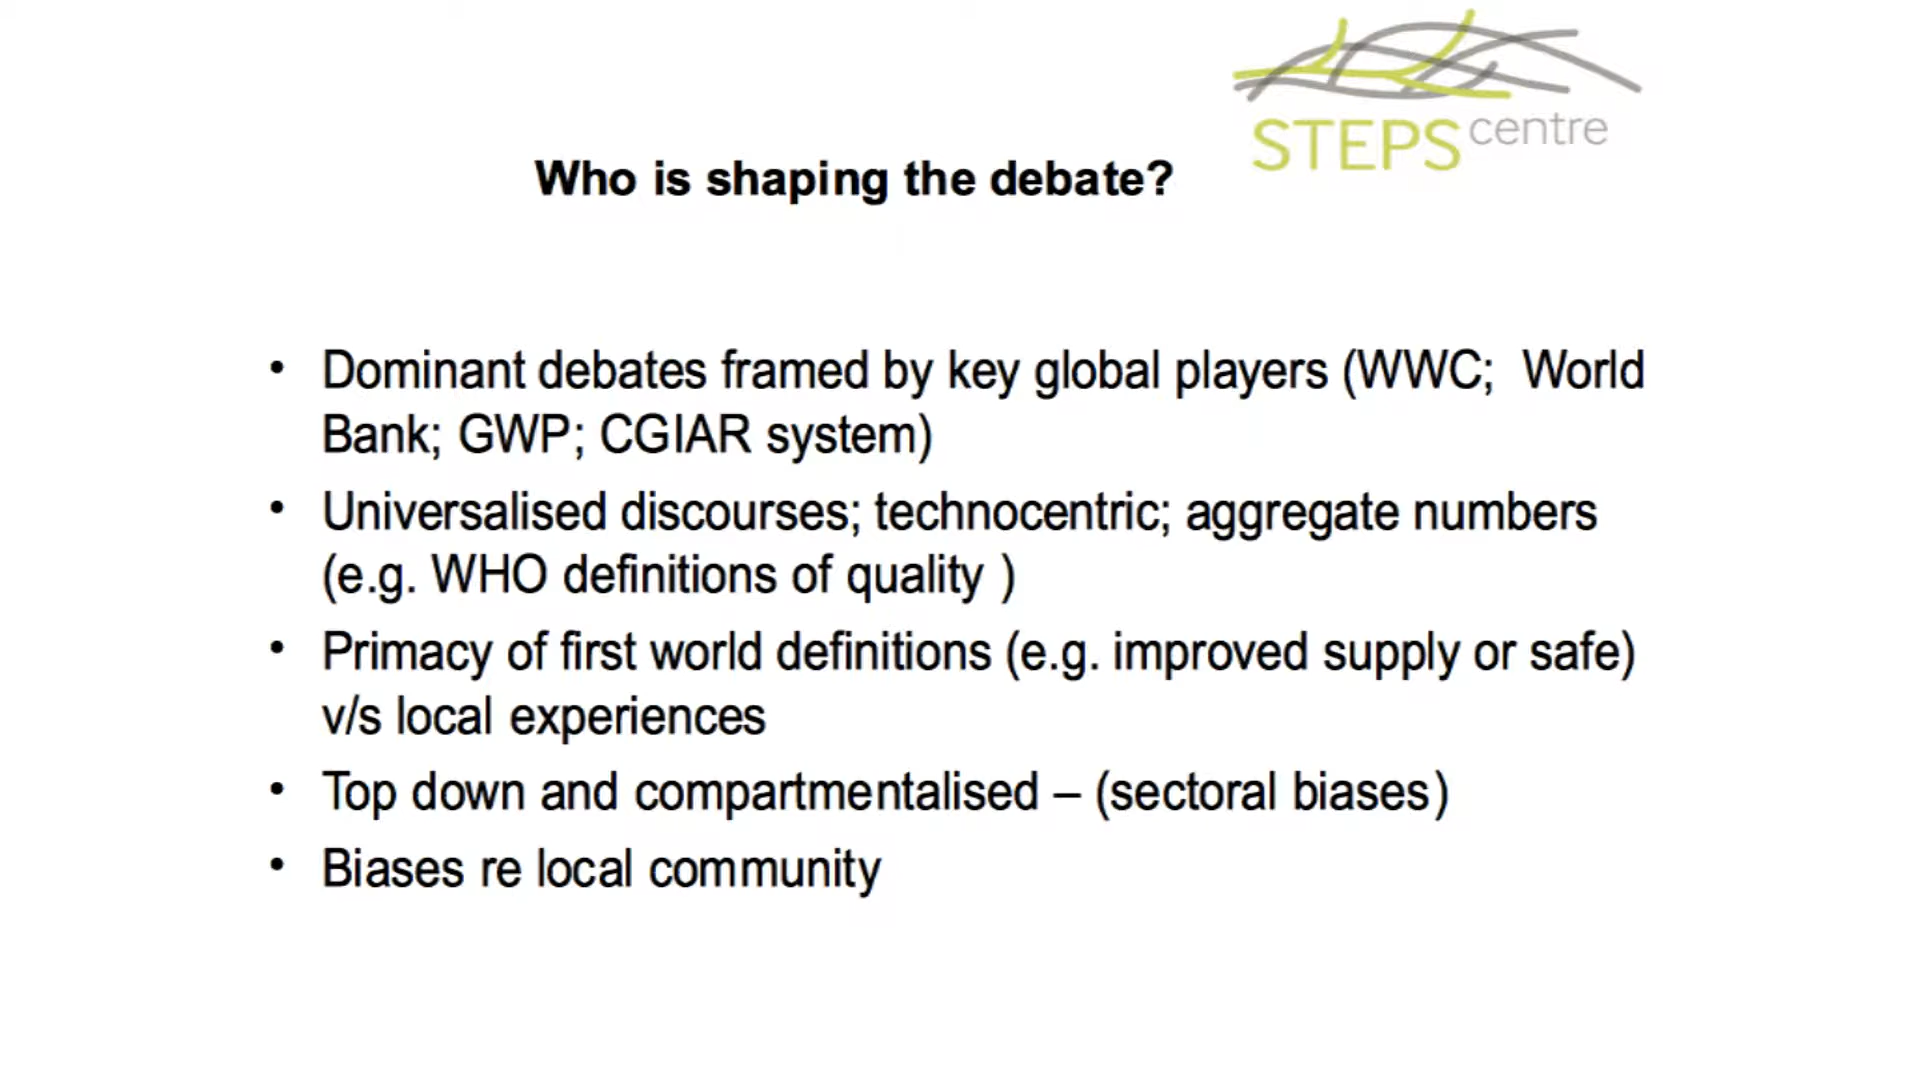 STEPS centre
Who is shaping the debate?
• Dominant debates framed by key global players (WWC; World
Bank; GWP; CGIAR system)
• Universalised discourses; technocentric; aggregate numbers
(e.g. WHO definitions of quality )
• Primacy of first world definitions (e.g. improved supply or safe)
v/s local experiences
• Top down and compartmentalised – (sectoral biases)
• Biases re local community